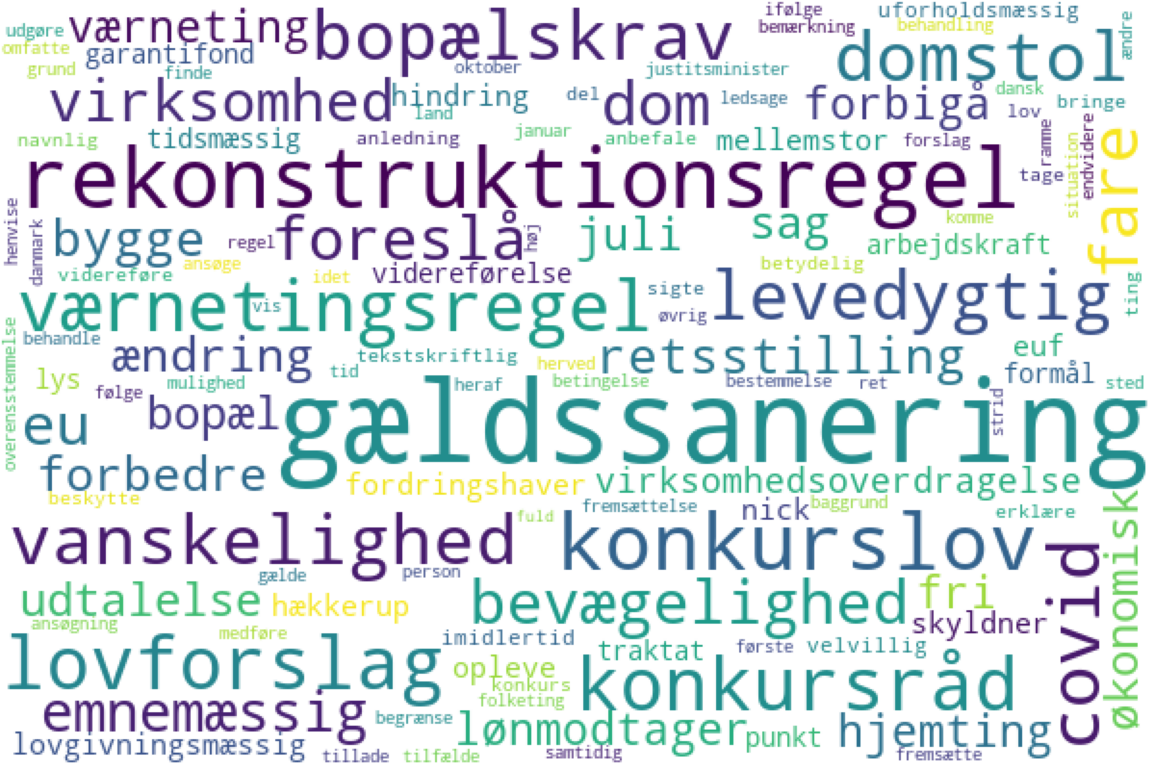 udgøre værneting bopælskrav ifølge bemærkning uforholdsmæssig behandling domstol ændre
omfatte garantifond
grund finde oktober justitsminister
virksomhed hindring del dom ledsage forbigå dansk lov bringe
land
navnlig tidsmæssig anledning januar anbefale mellemstor forslag ramme situation endvidere fare
rekonstruktionsregel tage
henvise danmark bygge regel foreslå høj juli sag komme arbejdskraft
videreføre ansøge idet videreførelse betydelig
værnetingsregel vis sigte øvrig levedygtig ting
overensstemmelse behandle ændring tekstskriftlig herved retsstilling euf
lys følge mulighed tid heraf betingelse bestemmelse ret formål sted
eu bopæl gældssanering strid
forbedre fordringshaver virksomhedsoverdragelse
beskytte fremsættelse nick baggrund erklære økonomisk
vanskelighed fuld konkurslov covid
gælde person
udtalelse hækkerup bevægelighed fri skyldner
ansøgning medføre imidlertid traktat første velvillig
lovforslag opleve konkurs folketing konkursråd
emnemæssig begrænse lønmodtager punkt hjemting
lovgivningsmæssig tillade tilfælde samtidig fremsætte